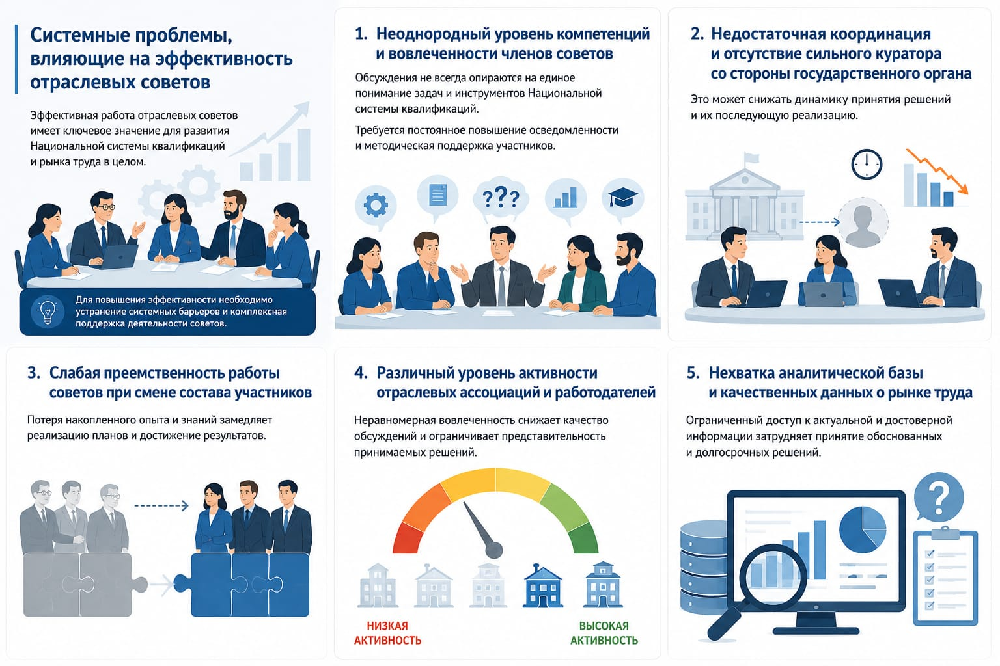 Системные проблемы,
влияющие на эффективность
отраслевых советов
Эффективная работа отраслевых советов
имеет ключевое значение для развития
Национальной системы квалификаций
и рынка труда в целом.
Для повышения эффективности необходимо
устранение системных барьеров и комплексная
поддержка деятельности советов.
1. Неоднородный уровень компетенций
и вовлеченности членов советов
Обсуждения не всегда опираются на единое
понимание задач и инструментов Национальной
системы квалификаций.
Требуется постоянное повышение осведомленности
и методическая поддержка участников.
???
2. Недостаточная координация
и отсутствие сильного куратора
со стороны государственного органа
Это может снижать динамику принятия решений
и их последующую реализацию.
3. Слабая преемственность работы
советов при смене состава участников
Потеря накопленного опыта и знаний замедляет
реализацию планов и достижение результатов.
4. Различный уровень активности
отраслевых ассоциаций и работодателей
Неравномерная вовлеченность снижает качество
обсуждений и ограничивает представительность
принимаемых решений.
НИЗКАЯ
АКТИВНОСТЬ
ВЫСОКАЯ
АКТИВНОСТЬ
5. Нехватка аналитической базы
и качественных данных о рынке труда
Ограниченный доступ к актуальной и достоверной
информации затрудняет принятие обоснованных
и долгосрочных решений.
?